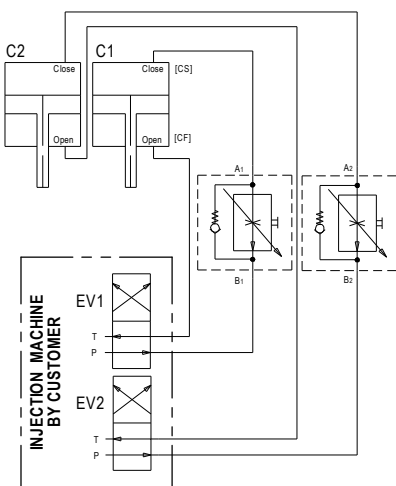 C2
C1
Close
Close
[CS]
Open
Open
[CF]
A1
A2
B1
B2
INJECTION MACHINE
BY CUSTOMER
EV1
T
P
EV2
T
P